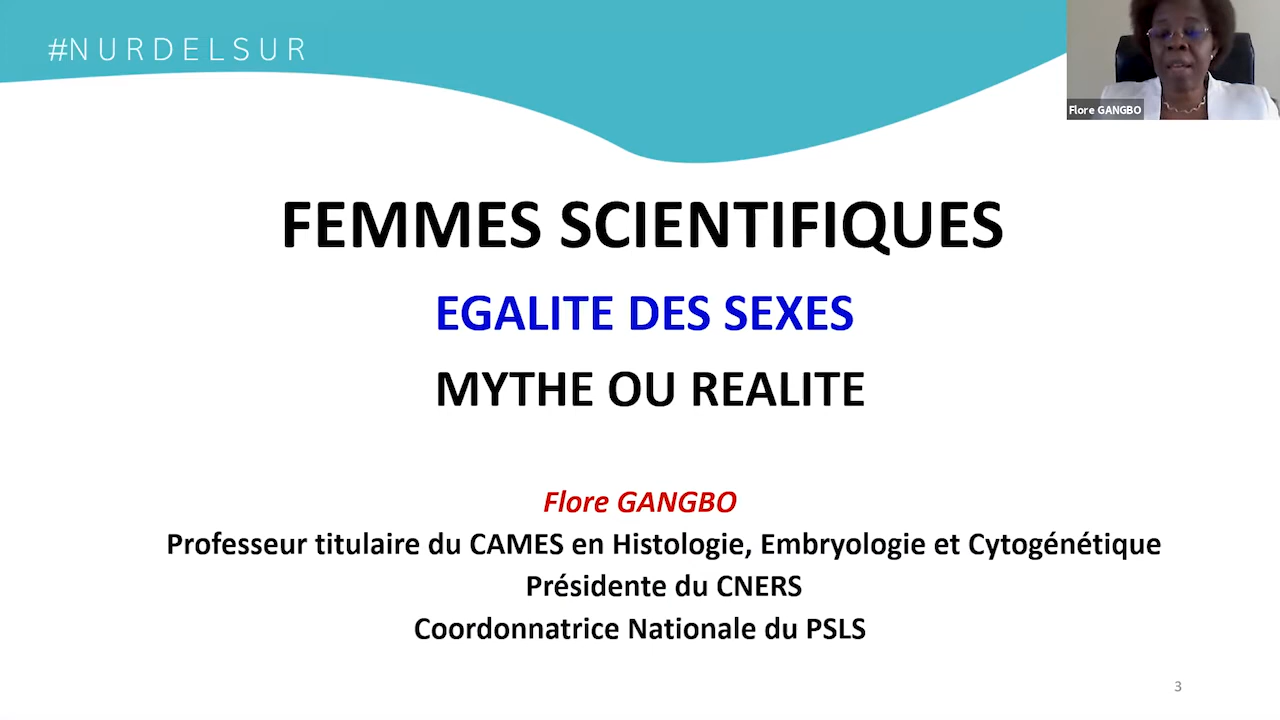 #NURDELSUR
Flore GANGBO
FEMMES SCIENTIFIQUES
EGALITE DES SEXES
MYTHE OU REALITE
Flore GANGBO
Professeur titulaire du CAMES en Histologie, Embryologie et Cytogénétique
Présidente du CNERS
Coordonnatrice Nationale du PSLS
3